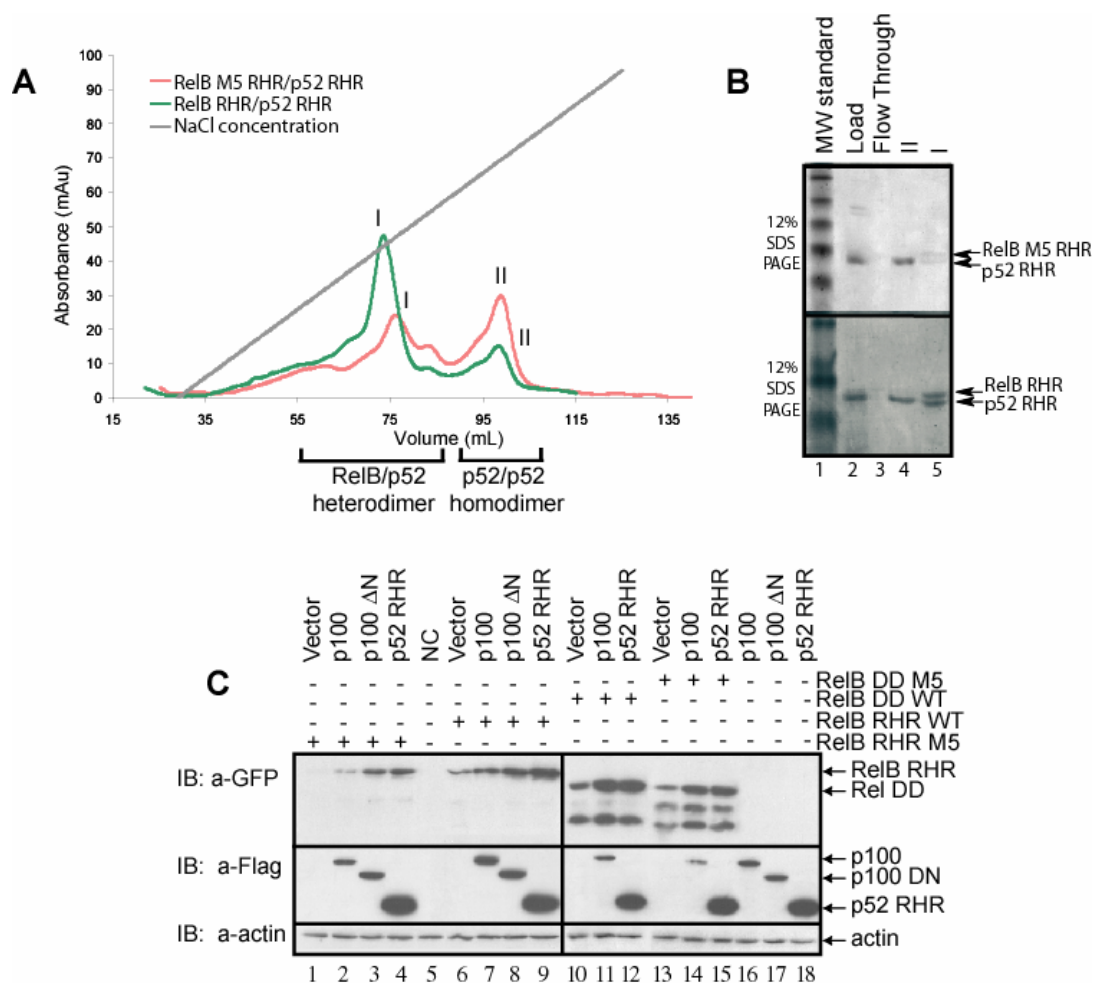 A
100
90
80
70
60
50
40
30
20
10
0
Absorbance (mAu)
RelB M5 RHR/p52 RHR
RelB RHR/p52 RHR
NaCl concentration
I
I
II
II
15 35 55 75 95 115 135
Volume (mL)
RelB/p52
heterodimer
p52/p52
homodimer
B
MW standard
Load
Flow Through
II
I
12%
SDS
PAGE
RelB M5 RHR
p52 RHR
12%
SDS
PAGE
RelB RHR
p52 RHR
1 2 3 4 5
C
Vector
p100
p100 ΔN
p52 RHR
NC
Vector
p100
p100 ΔN
p52 RHR
Vector
p100
p52 RHR
Vector
p100
p52 RHR
p100
p100 ΔN
p52 RHR
- - - - - - - - - - - - + + + - - - RelB DD M5
- - - - - - - - - + + + - - - - - - RelB DD WT
- - - - - + + + + - - - - - - - - - RelB RHR WT
+ + + + - - - - - - - - - - - - - - RelB RHR M5
IB: a-GFP
RelB RHR
Rel DD
IB: a-Flag
p100
p100 DN
p52 RHR
IB: a-actin
actin
1 2 3 4 5 6 7 8 9 10 11 12 13 14 15 16 17 18